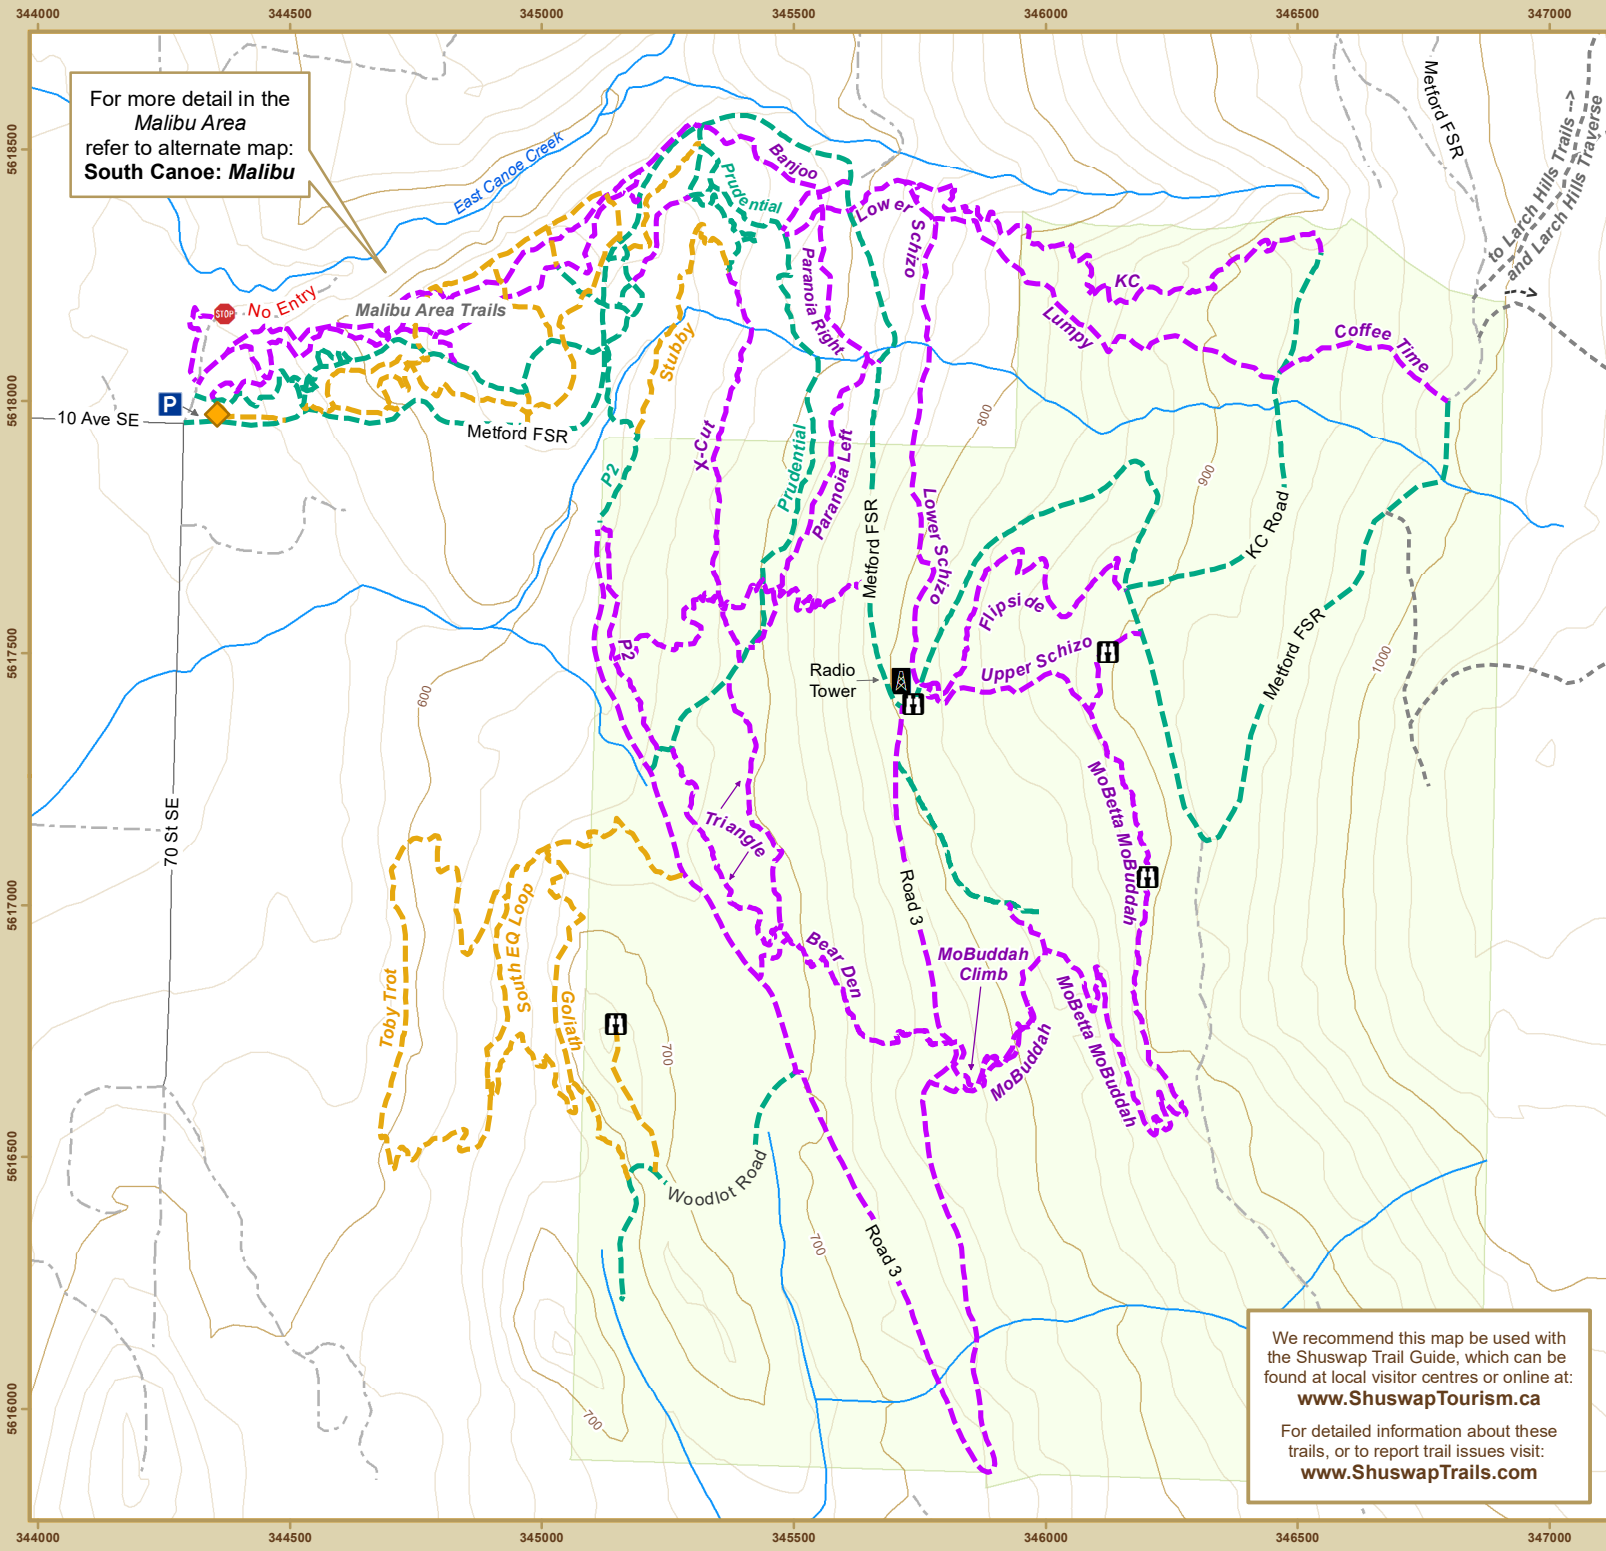 344000
344500
345000
345500
346000
346500
347000
5618500
5618000
5617500
5617000
5616500
5616000
For more detail in the
Malibu Area
refer to alternate map:
South Canoe: Malibu
East Canoe Creek
Metford FSR
to Larch Hills Trails -->
and Larch Hills Traverse
-->
Banjoo
Prudential
Lower Schizo
STOP
No Entry
Malibu Area Trails
Paranoia Right
KC
Lumpy
Coffee Time
Stubby
P
10 Ave SE
Metford FSR
X-Cut
P2
Prudential
Paranoia Left
800
900
Metford FSR
Lower Schizo
KC Road
Flipside
P2
Upper Schizo
Metford FSR
1000
Radio
Tower
600
70 St SE
Triangle
MoBetta MoBuddah
Road 3
South EQ Loop
Bear Den
MoBuddah
Climb
Toby Trot
Goliath
700
MoBuddah
MoBetta MoBuddah
Woodlot Road
700
Road 3
700
We recommend this map be used with
the Shuswap Trail Guide, which can be
found at local visitor centres or online at:
www.ShuswapTourism.ca
For detailed information about these
trails, or to report trail issues visit:
www.ShuswapTrails.com
344000
344500
345000
345500
346000
346500
347000